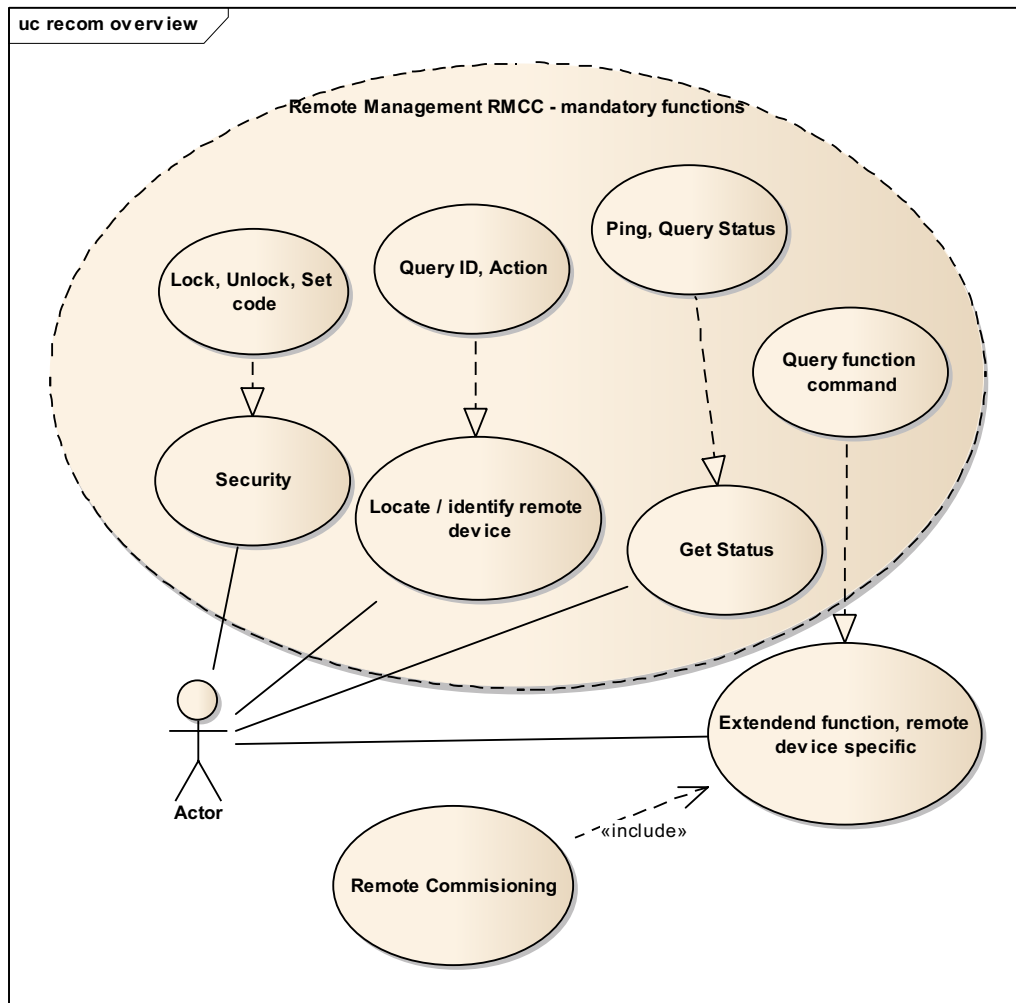 uc recom overview
Remote Management RMCC - mandatory functions
Ping, Query Status
Query ID, Action
Lock, Unlock, Set
code
Query function
command
Security
Locate / identify remote
device
Get Status
Extendend function, remote
device specific
Actor
«include»
Remote Commisioning